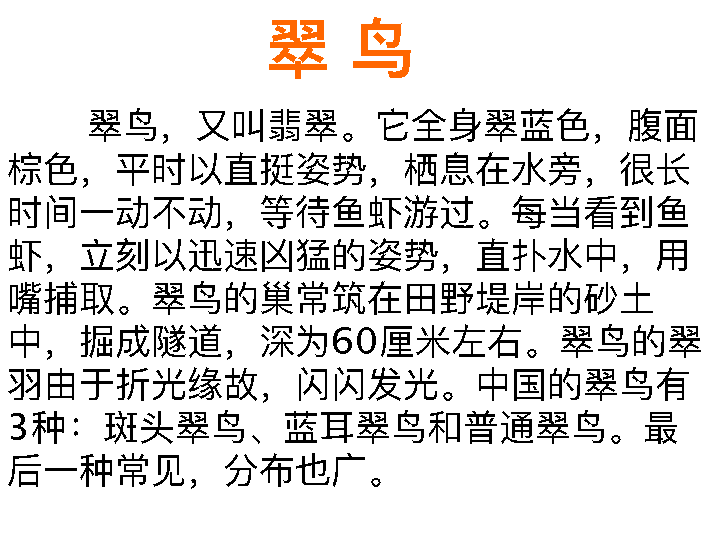 翠 鸟
翠鸟，又叫翡翠。它全身翠蓝色，腹面
棕色，平时以直挺姿势，栖息在水旁，很长
时间一动不动，等待鱼虾游过。每当看到鱼
虾，立刻以迅速凶猛的姿势，直扑水中，用
嘴捕取。翠鸟的巢常筑在田野堤岸的砂土
中，掘成隧道，深为60厘米左右。翠鸟的翠
羽由于折光缘故，闪闪发光。中国的翠鸟有
3种：斑头翠鸟、蓝耳翠鸟和普通翠鸟。最
后一种常见，分布也广。